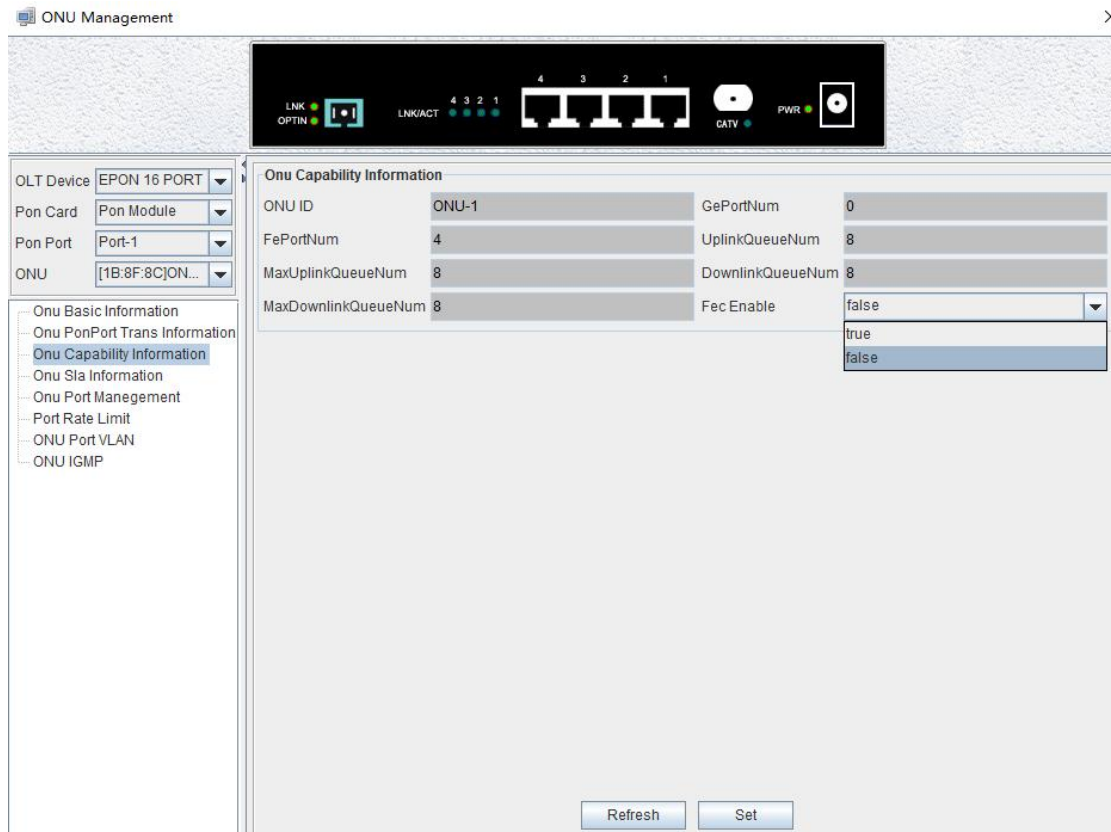 ONU Management
4 3 2 1
LNK
OPTIN
LNK/ACT
4 3 2 1
CATV
PWR
OLT Device EPON 16 PORT
Pon Card Pon Module
Pon Port Port-1
ONU [1B:8F:8C]ON...
Onu Basic Information
Onu PonPort Trans Information
Onu Capability Information
Onu Sla Information
Onu Port Manegement
Port Rate Limit
ONU Port VLAN
ONU IGMP
Onu Capability Information
ONU ID ONU-1 GePortNum 0
FePortNum 4 UplinkQueueNum 8
MaxUplinkQueueNum 8 DownlinkQueueNum 8
MaxDownlinkQueueNum 8 Fec Enable false
true
false
Refresh Set